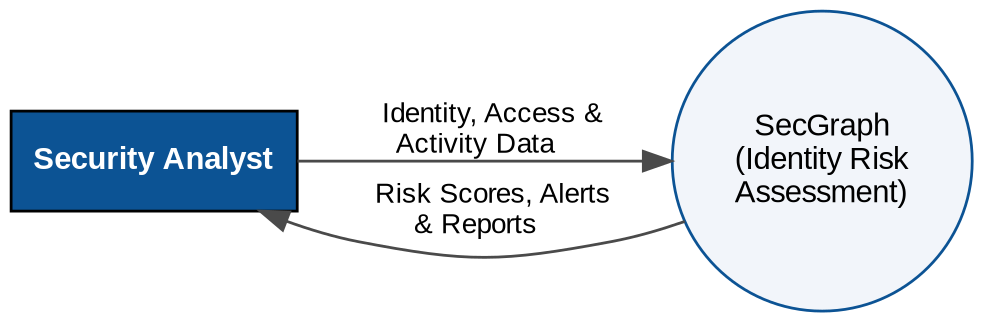 Security Analyst
Identity, Access &
Activity Data
Risk Scores, Alerts
& Reports
SecGraph
(Identity Risk
Assessment)